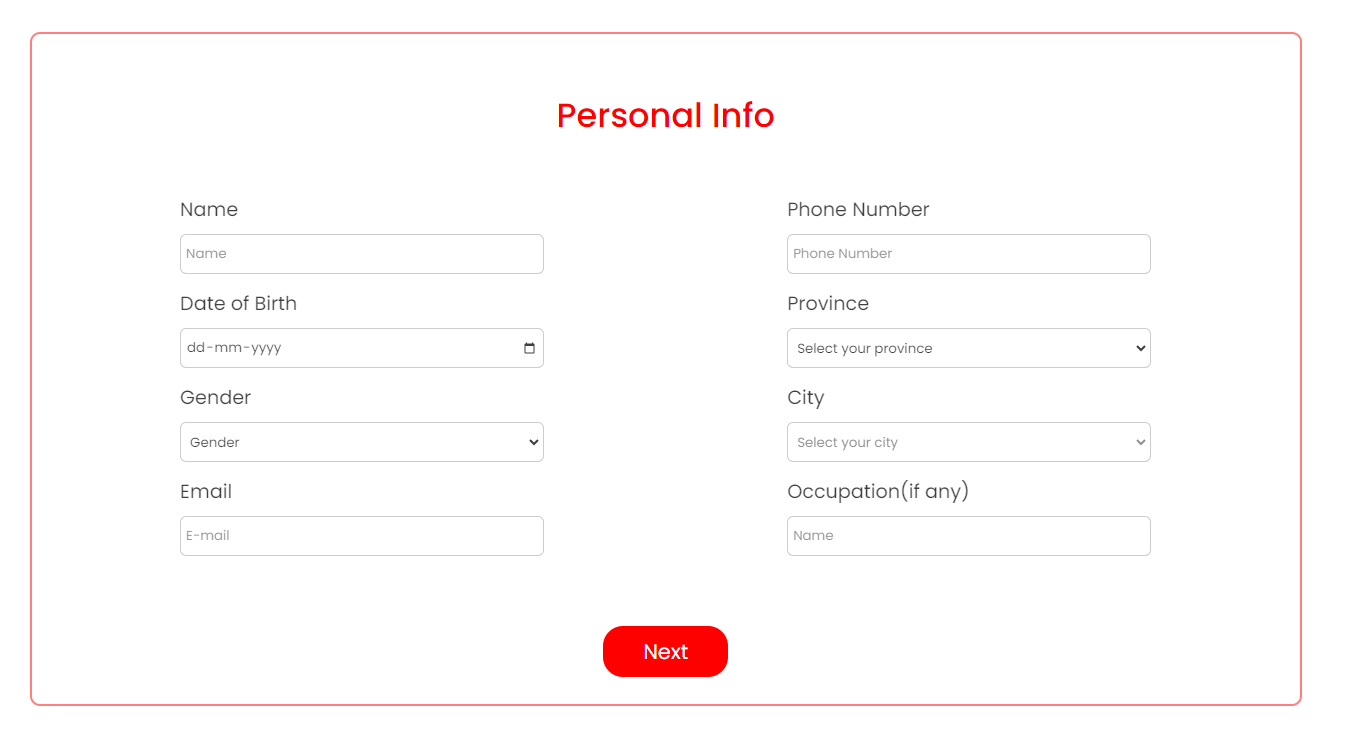 Personal Info
Name
Name
Date of Birth
dd-mm-yyyy
Gender
Gender
Email
E-mail
Phone Number
Phone Number
Province
Select your province
City
Select your city
Occupation(if any)
Name
Next